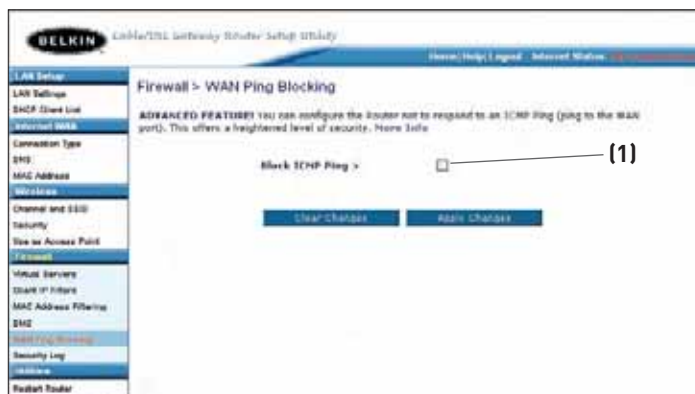 BELKIN
Cable/DSL Gateway Router Setup Utility
Home|Help|Logout Internet Status:
LAN Setup
LAN Settings
DHCP Client List
Internet WAN
Connection Type
DNS
MAC Address
Wireless
Channel and SSID
Security
Use as Access Point
Firewall
Virtual Servers
Client IP Filters
MAC Address Filtering
DMZ
WAN Ping Blocking
Security Log
Utilities
Restart Router
Firewall > WAN Ping Blocking
ADVANCED FEATURE! You can configure the Router not to respond to an ICMP Ping (ping to the WAN
port). This offers a heightened level of security. More Info
Block ICMP Ping >
(1)
Clear Changes Apply Changes